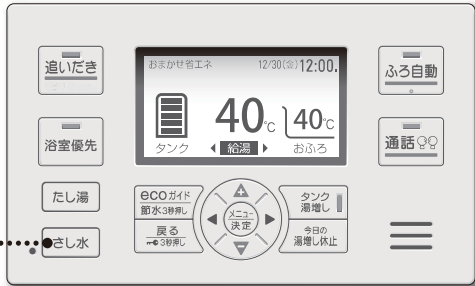 追いだき
浴室優先
たし湯
さし水
おまかせ省エネ 12/30(金)12:00
40℃ 40℃
タンク 給湯 おふろ
ecoガイド
節水3秒押し
戻る
3秒押し
メニュー
決定
タンク
湯増し
今日の
湯増し休止
ふろ自動
通話